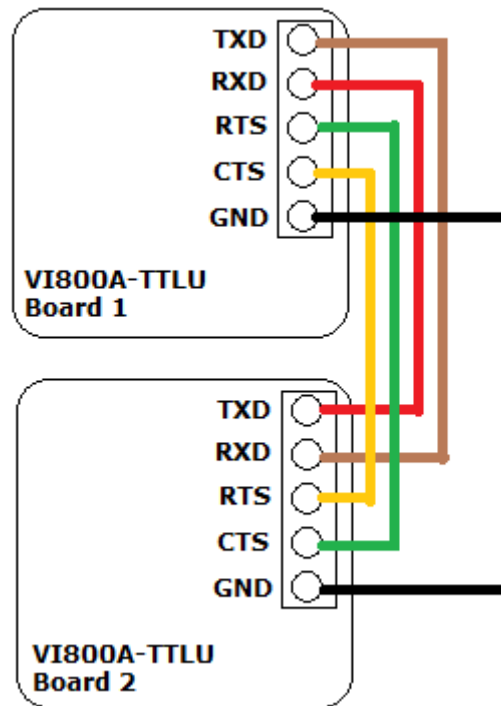 TXD
RXD
RTS
CTS
GND
VI800A-TTLU
Board 1
TXD
RXD
RTS
CTS
GND
VI800A-TTLU
Board 2